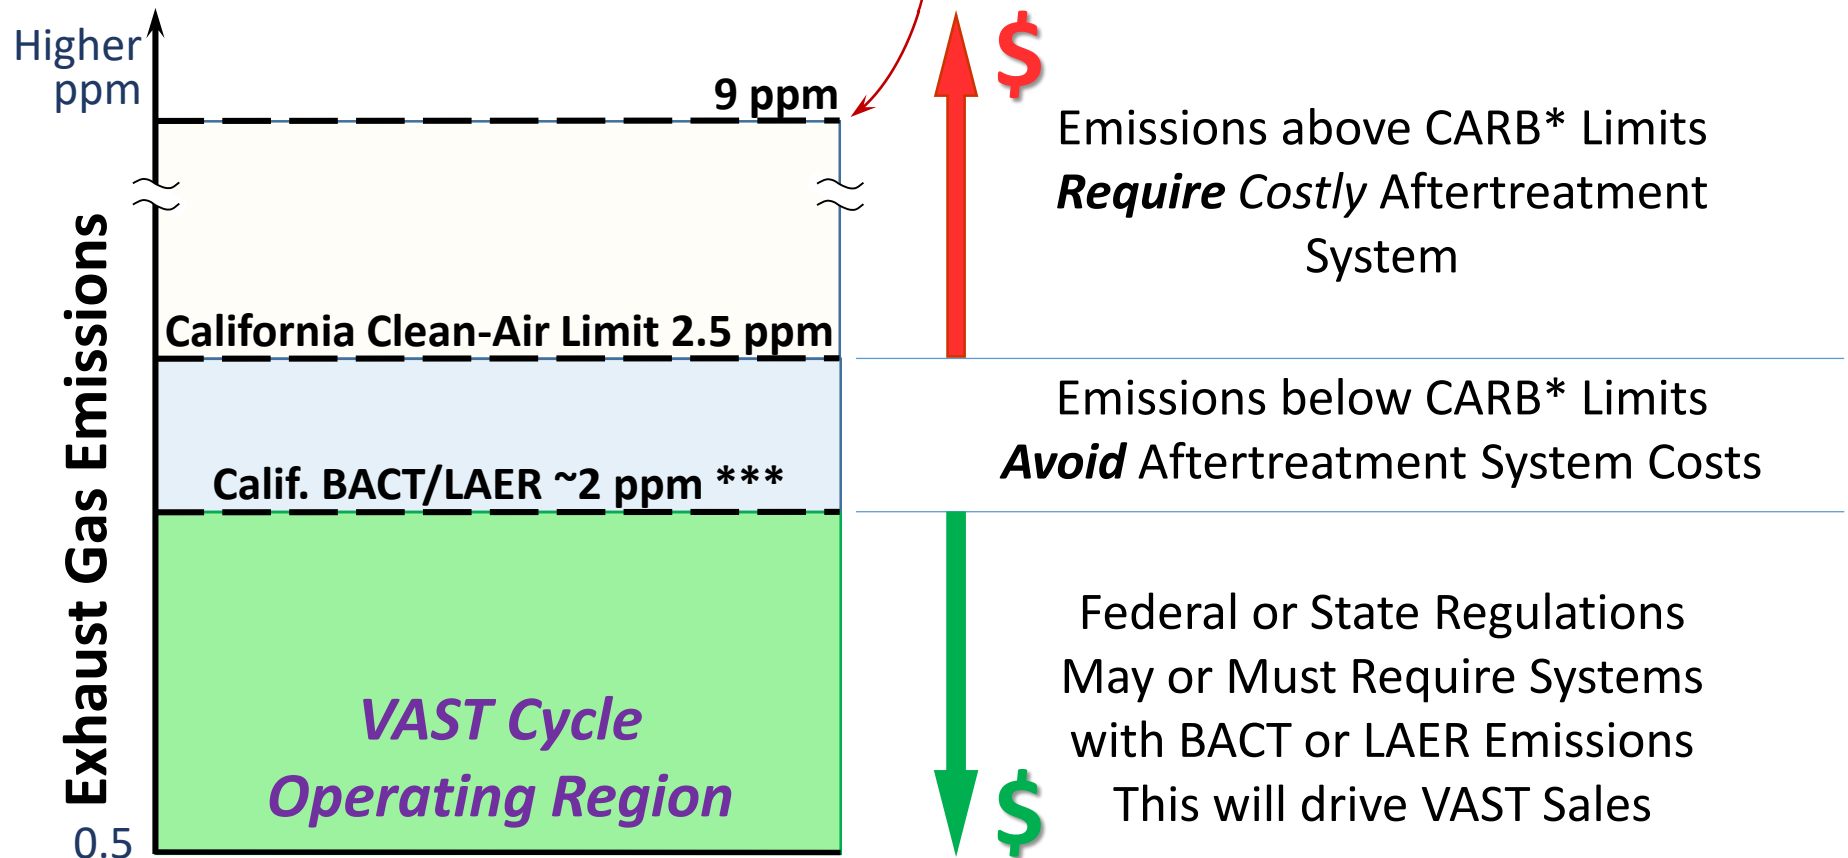 Higher
ppm
9 ppm
California Clean-Air Limit 2.5 ppm
Calif. BACT/LAER ~2 ppm ***
VAST Cycle
Operating Region
0.5
Exhaust Gas Emissions
$
Emissions above CARB* Limits
Require Costly Aftertreatment
System
Emissions below CARB* Limits
Avoid Aftertreatment System Costs
Federal or State Regulations
May or Must Require Systems
with BACT or LAER Emissions
This will drive VAST Sales
$